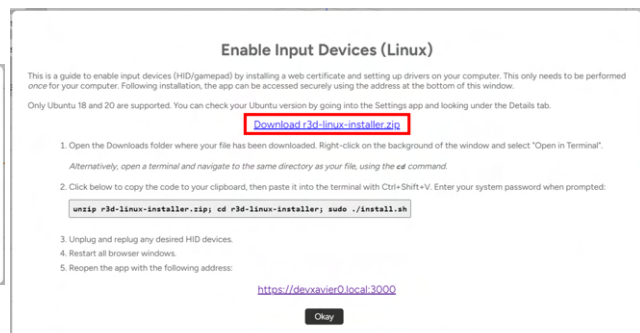 Enable Input Devices (Linux)
This is a guide to enable input devices (HID/gamepad) by installing a web certificate and setting up drivers on your computer. This only needs to be performed
once for your computer. Following installation, the app can be accessed securely using the address at the bottom of this window.
Only Ubuntu 18 and 20 are supported. You can check your Ubuntu version by going into the Settings app and looking under the Details tab.
Download r3d-linux-installer.zip
1. Open the Downloads folder where your file has been downloaded. Right-click on the background of the window and select "Open in Terminal".
Alternatively, open a terminal and navigate to the same directory as your file, using the cd command.
2. Click below to copy the code to your clipboard, then paste it into the terminal with Ctrl+Shift+V. Enter your system password when prompted:
unzip r3d-linux-installer.zip; cd r3d-linux-installer; sudo ./install.sh
3. Unplug and replug any desired HID devices.
4. Restart all browser windows.
5. Reopen the app with the following address:
https://devxavier0.local:3000
Okay